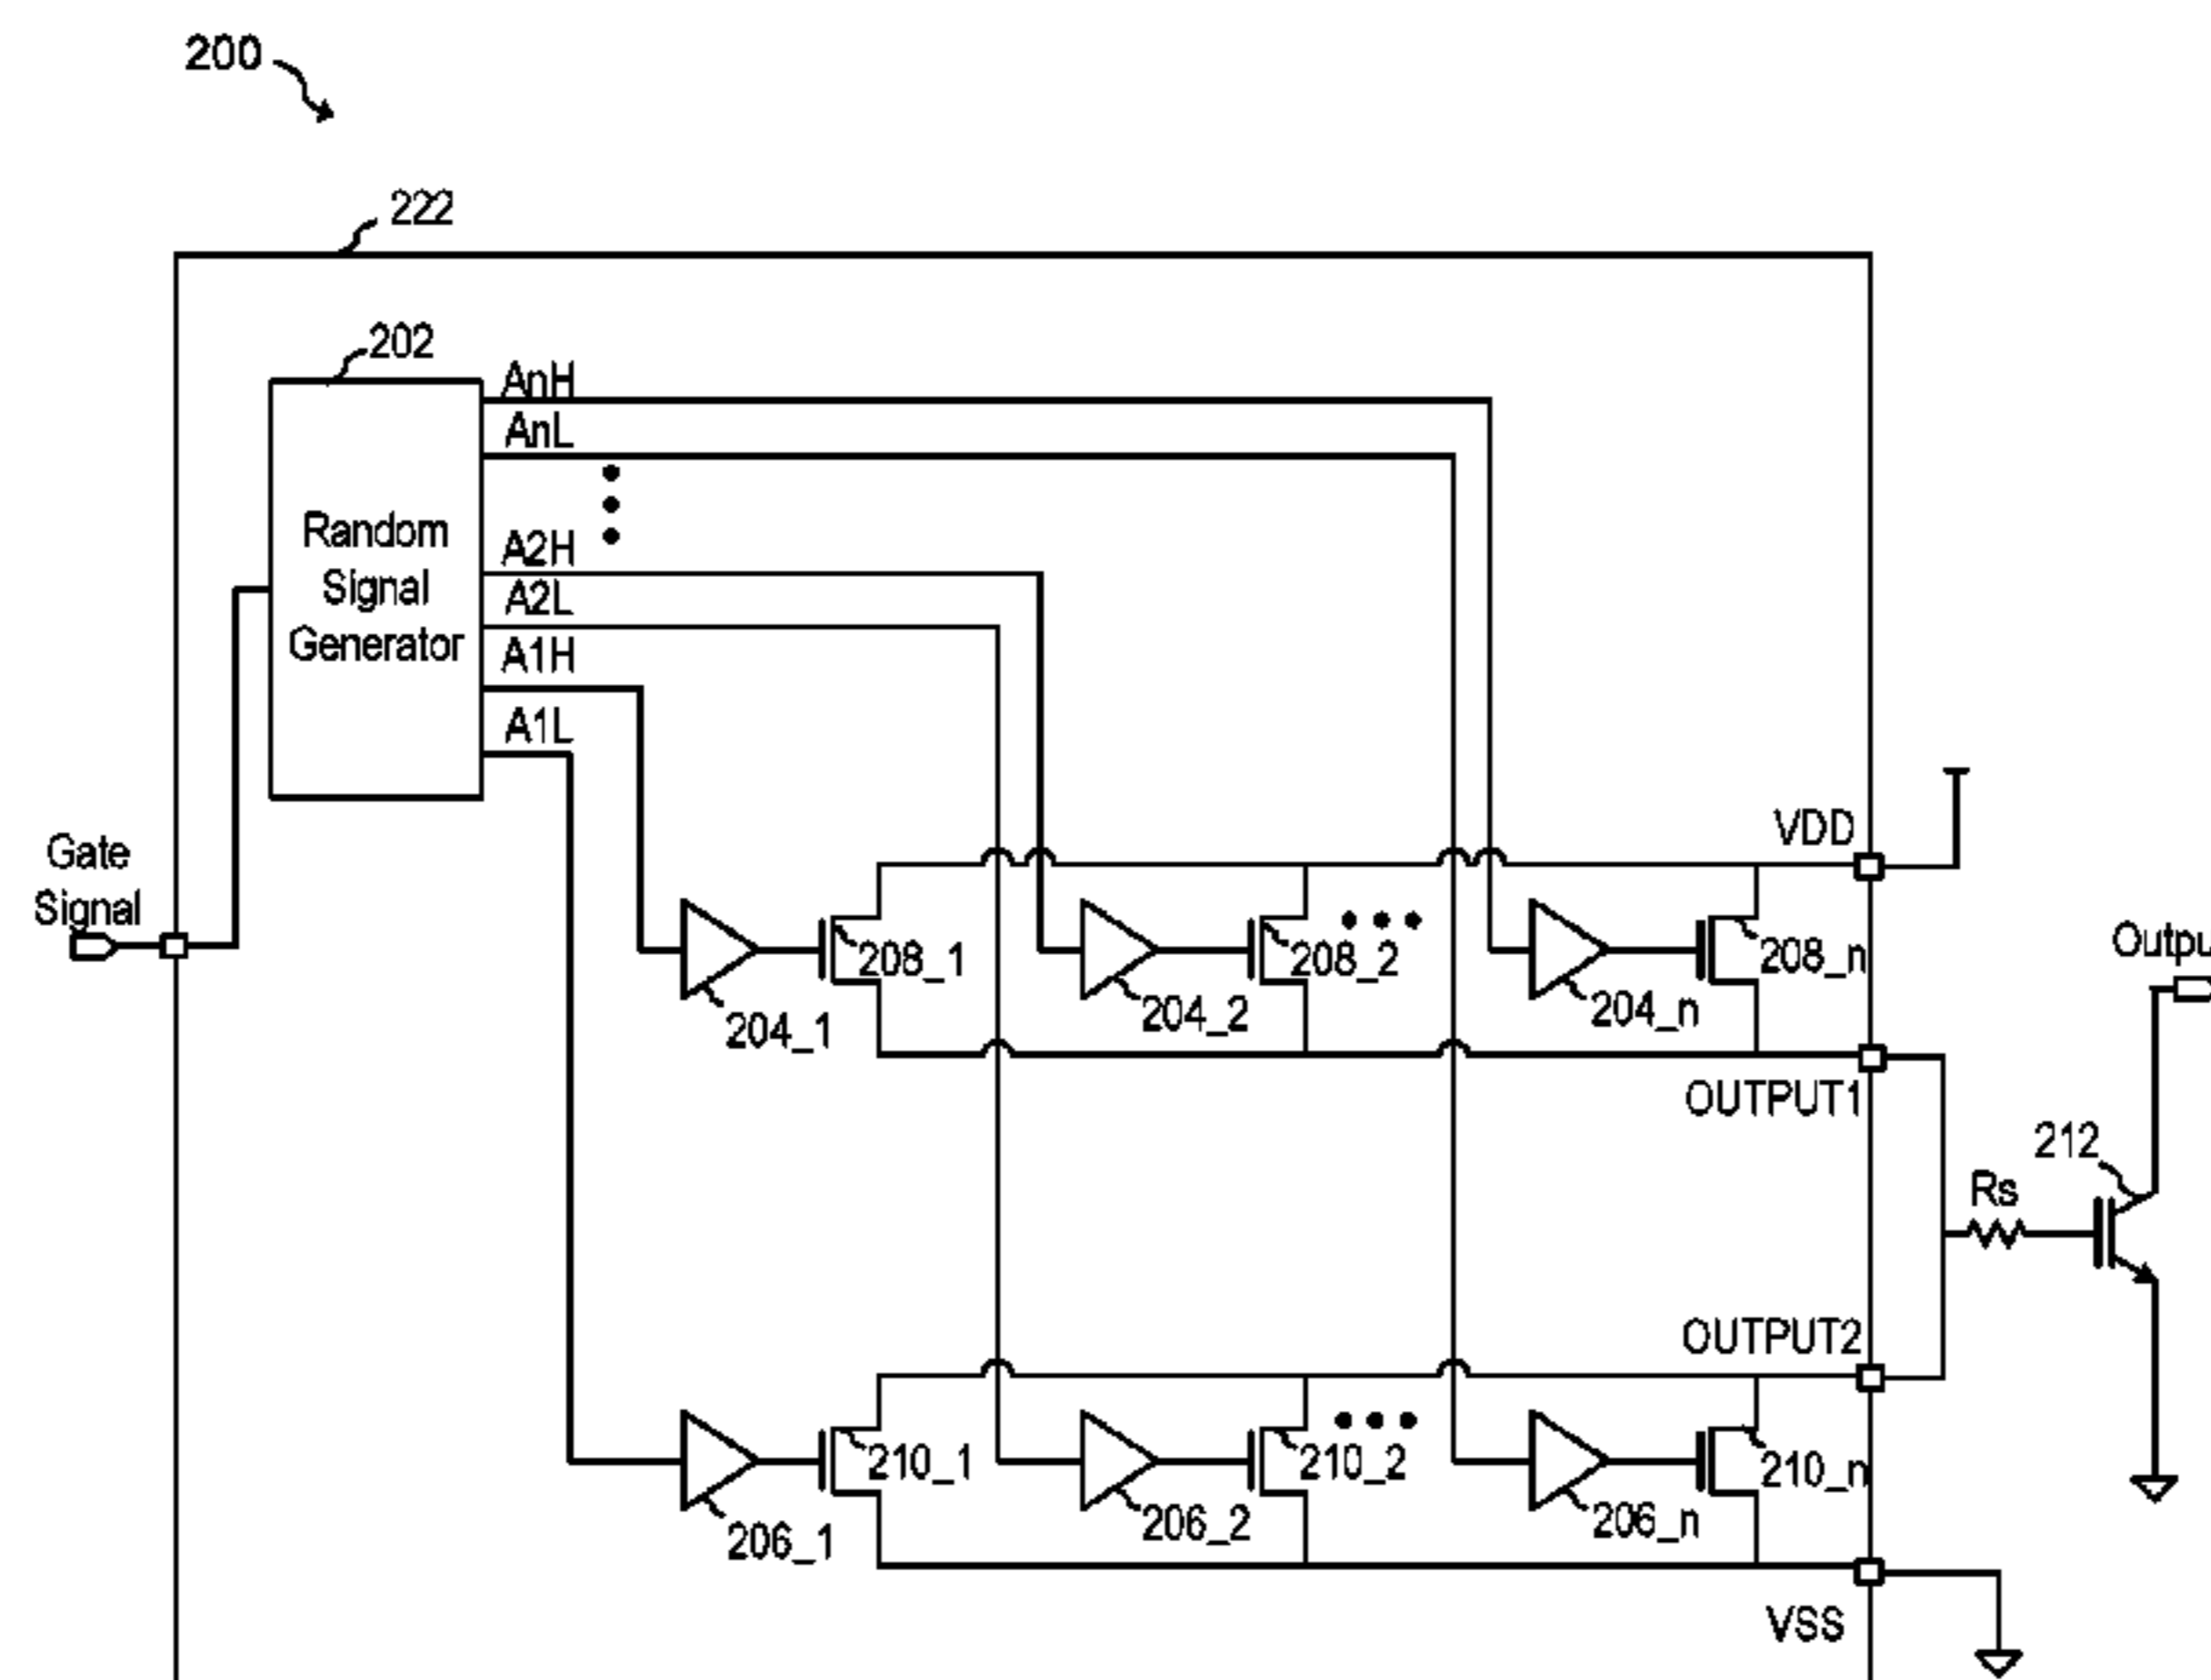 200
222
202
AnH
AnL
Random
Signal
Generator
A2H
A2L
A1H
A1L
Gate
Signal
VDD
208_1
208_2
208_n
204_1
204_2
204_n
OUTPUT1
Outpu
212
Rs
OUTPUT2
210_1
210_2
210_n
206_1
206_2
206_n
VSS